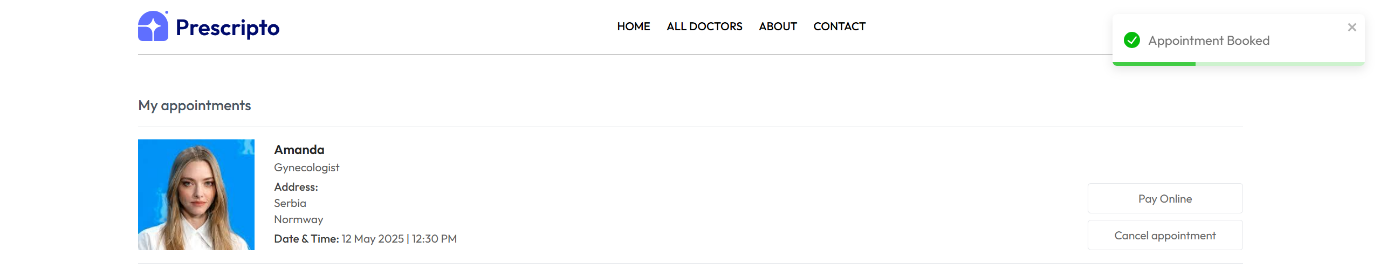 Prescripto
HOME ALL DOCTORS ABOUT CONTACT
Appointment Booked
My appointments
Amanda
Gynecologist
Address:
Serbia
Normway
Date & Time: 12 May 2025 | 12:30 PM
Pay Online
Cancel appointment